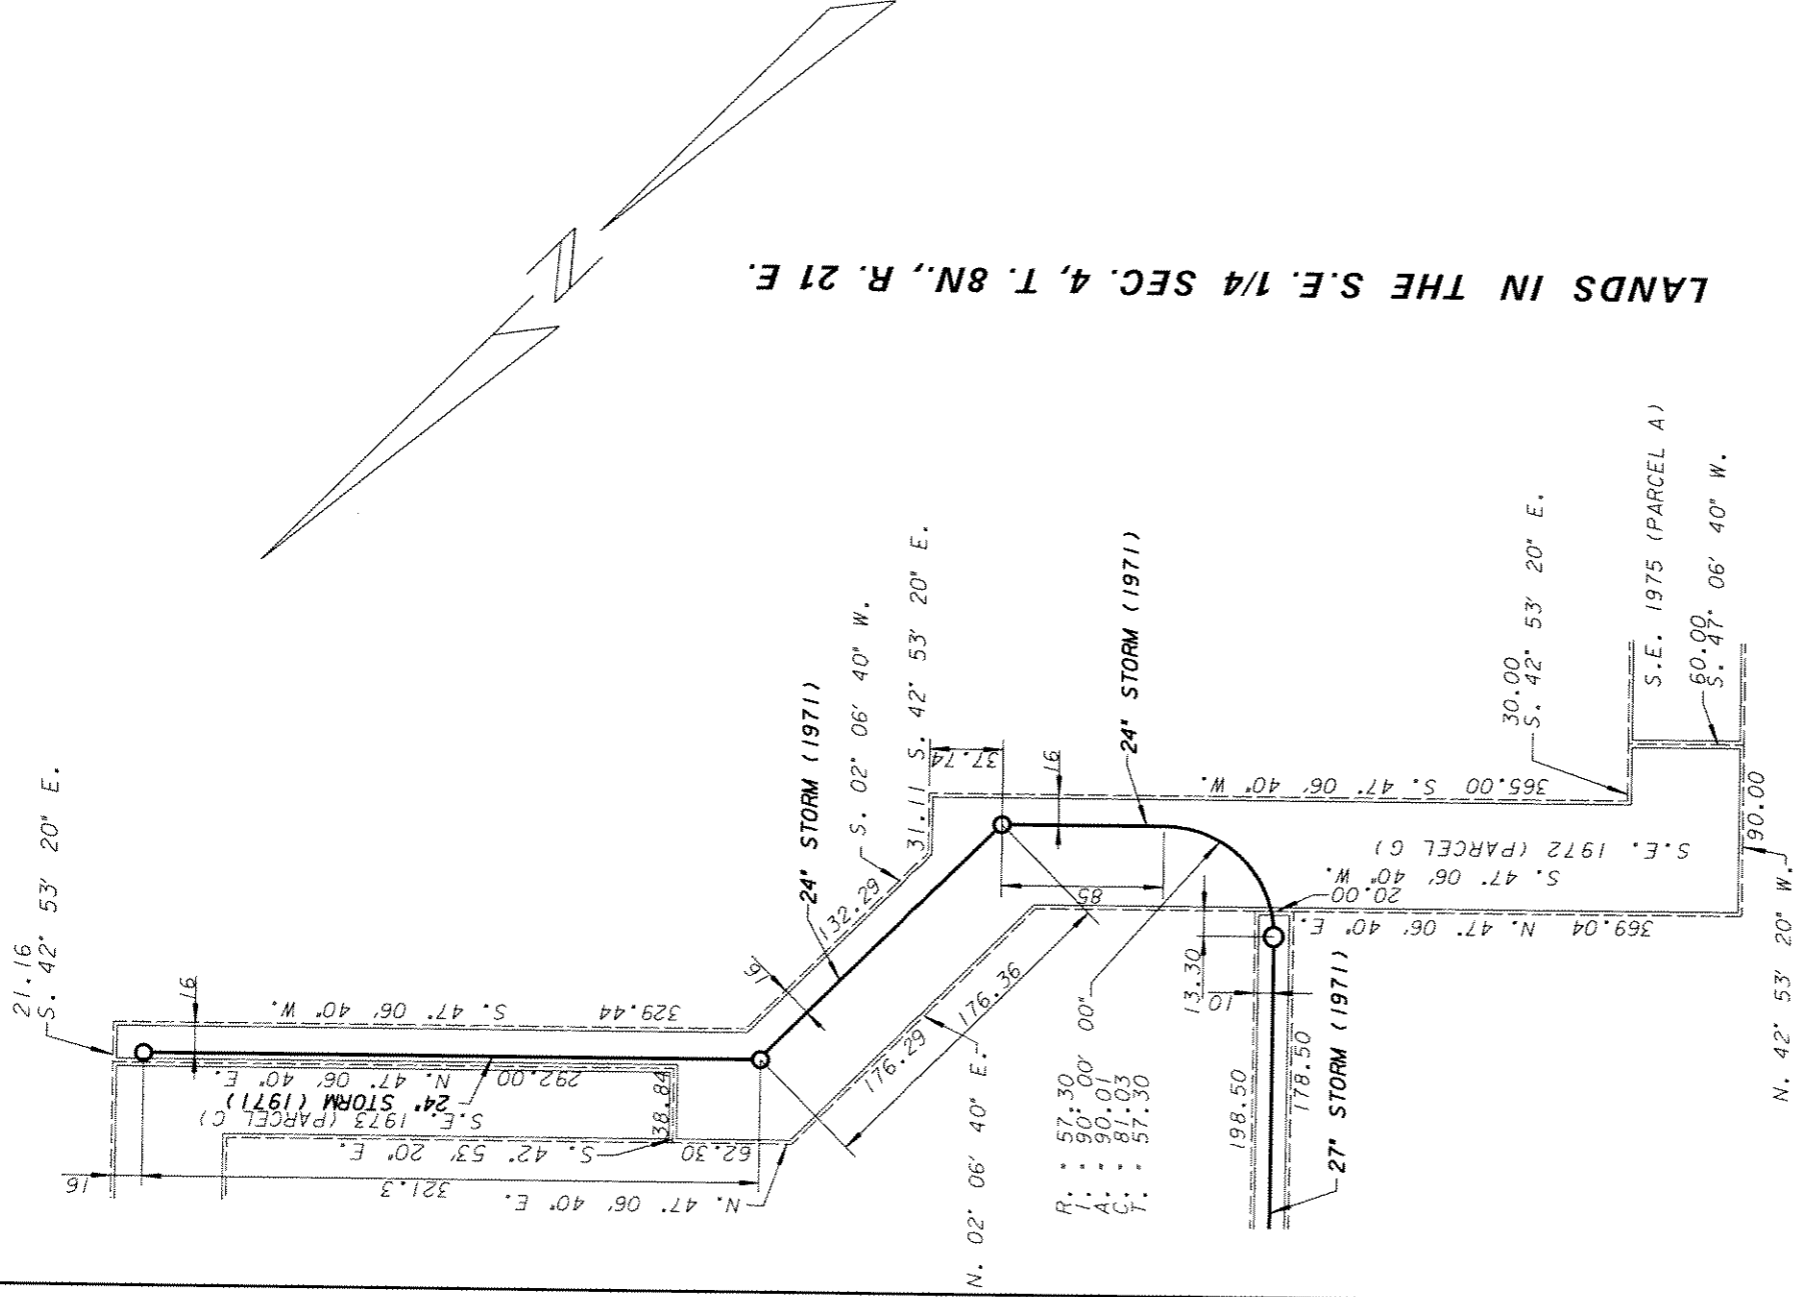 N
LANDS IN THE S.E. 1/4 SEC. 4, T. 8N., R. 21 E.
21.16
S. 42° 53' 20" E.
16
329.44 S. 47° 06' 40" W.
292.00 N. 47° 06' 40" E.
24" STORM (1971)
S.E. 1973 (PARCEL C)
38.84
S. 42° 53' 20" E.
62.30
321.3
N. 47° 06' 40" E.
16
16
132.29
24" STORM (1971)
S. 02° 06' 40" W.
31.11 S. 42° 53' 20" E.
37.74
16
24" STORM (1971)
365.00 S. 47° 06' 40" W.
30.00
S. 42° 53' 20" E.
S.E. 1975 (PARCEL A)
60.00
S. 47° 06' 40" W.
S.E. 1972 (PARCEL G)
S. 47° 06' 40" W.
20.00
90.00
N. 42° 53' 20" W.
369.04 N. 47° 06' 40" E.
85
13.30
10
176.36
176.29
N. 02° 06' 40" E.
R. = 57.30
I. = 90° 00' 00"
A. = 90.01
C. = 81.03
T. = 57.30
198.50
178.50
27" STORM (1971)